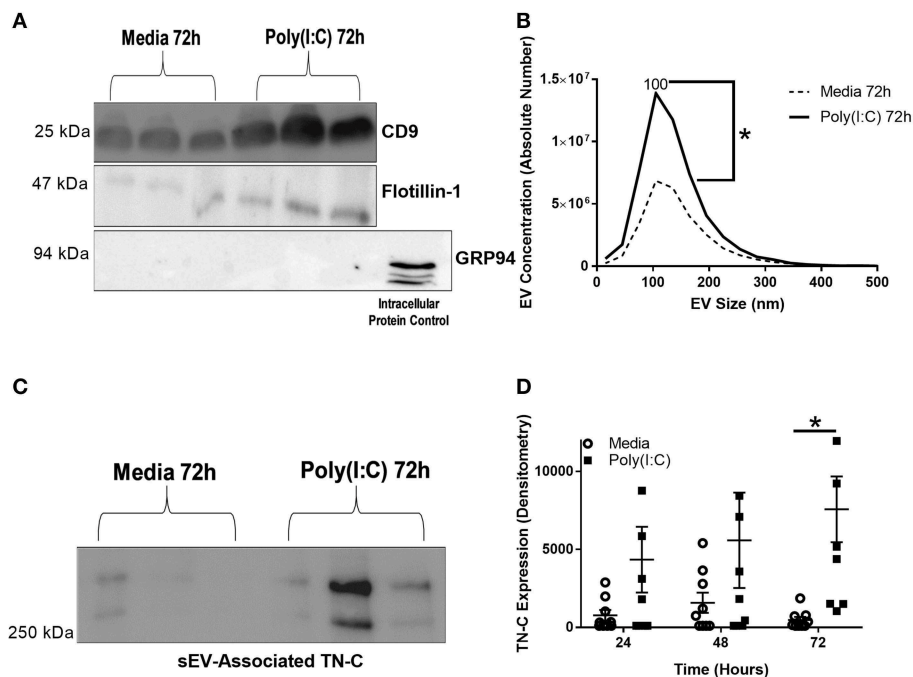 A
Media 72h
Poly(I:C) 72h
25 kDa
CD9
47 kDa
Flotillin-1
94 kDa
GRP94
Intracellular
Protein Control
B
EV Concentration (Absolute Number)
1.5×10⁷
1×10⁷
5×10⁶
0
100
*
Media 72h
Poly(I:C) 72h
0 100 200 300 400 500
EV Size (nm)
C
Media 72h
Poly(I:C) 72h
250 kDa
sEV-Associated TN-C
D
TN-C Expression (Densitometry)
Media
Poly(I:C)
*
10000
5000
0
24 48 72
Time (Hours)